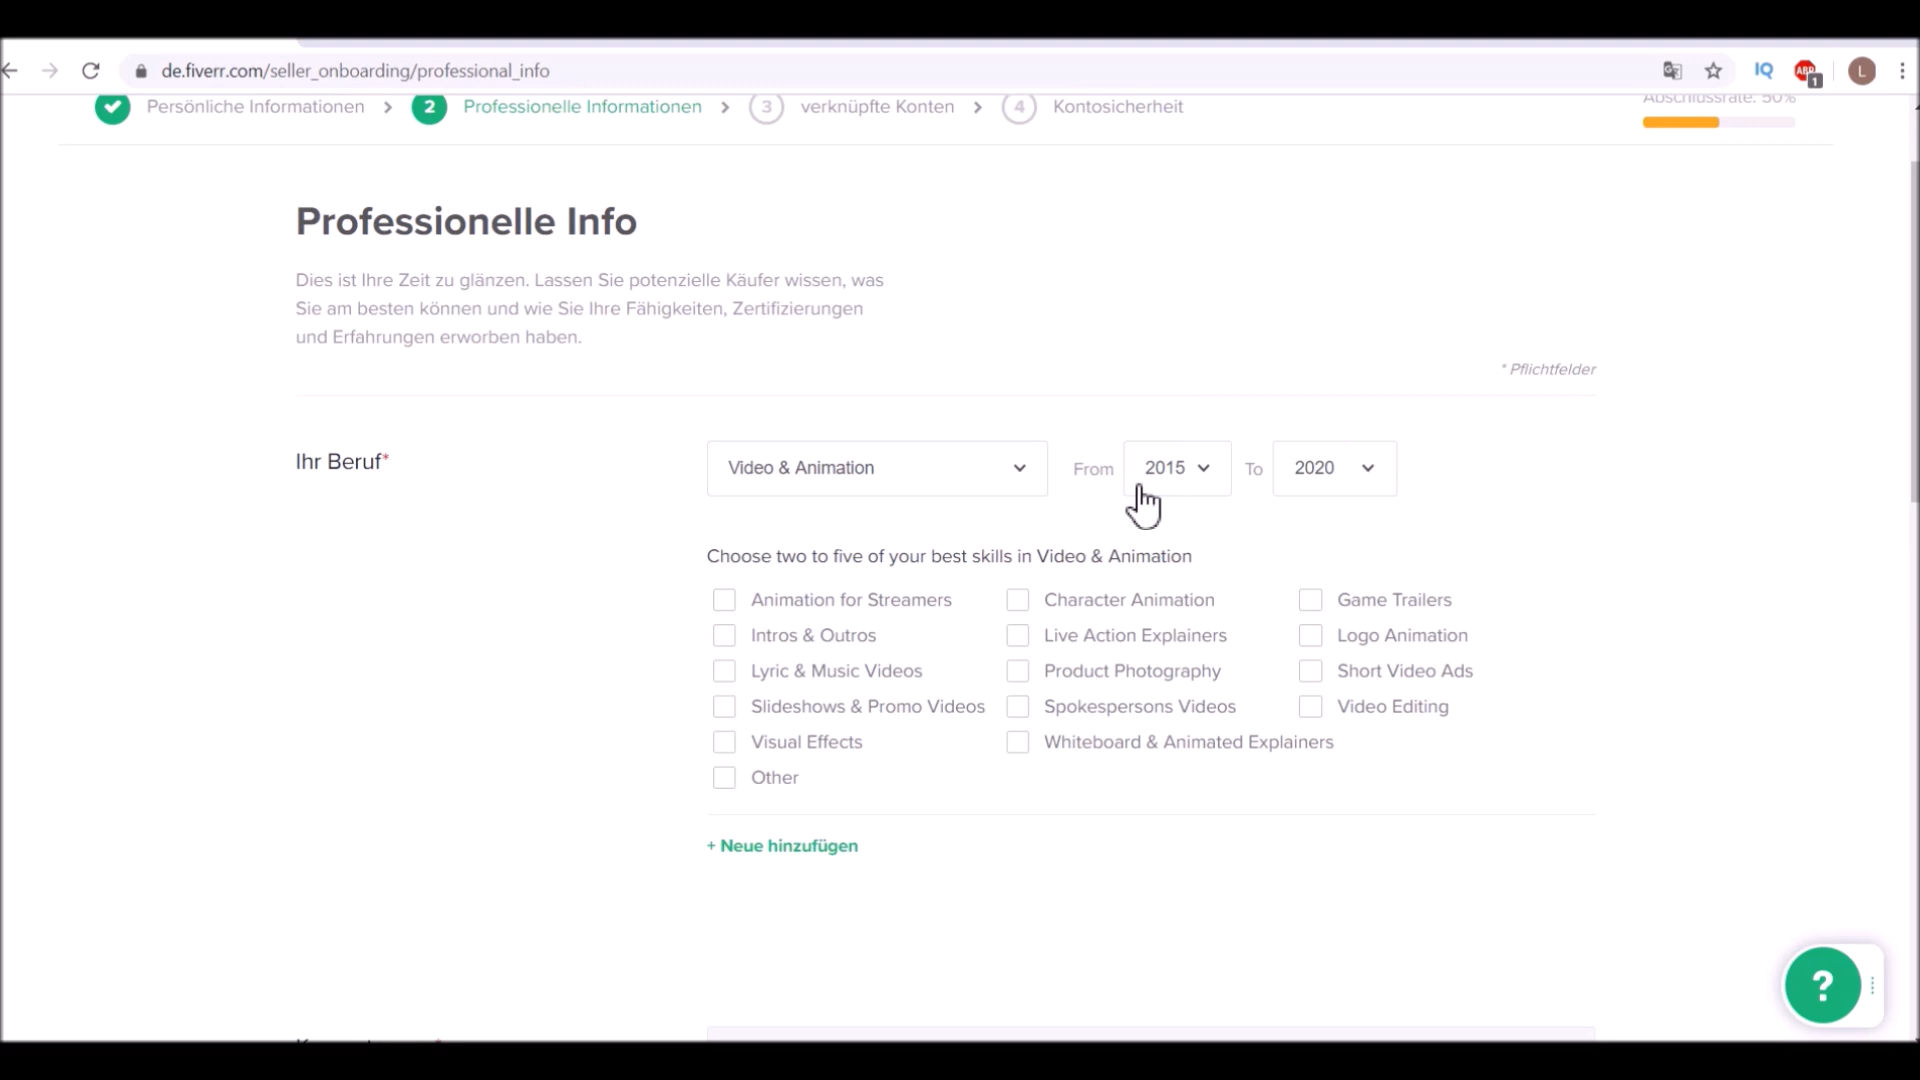 de.fiverr.com/seller_onboarding/professional_info
IQ
ABP
1
L
Persönliche Informationen
2
Professionelle Informationen
3
verknüpfte Konten
4
Kontosicherheit
Abschlussrate: 50%
Professionelle Info
Dies ist Ihre Zeit zu glänzen. Lassen Sie potenzielle Käufer wissen, was
Sie am besten können und wie Sie Ihre Fähigkeiten, Zertifizierungen
und Erfahrungen erworben haben.
* Pflichtfelder
Ihr Beruf*
Video & Animation
From
2015
To
2020
Choose two to five of your best skills in Video & Animation
Animation for Streamers
Character Animation
Game Trailers
Intros & Outros
Live Action Explainers
Logo Animation
Lyric & Music Videos
Product Photography
Short Video Ads
Slideshows & Promo Videos
Spokespersons Videos
Video Editing
Visual Effects
Whiteboard & Animated Explainers
Other
+ Neue hinzufügen
?